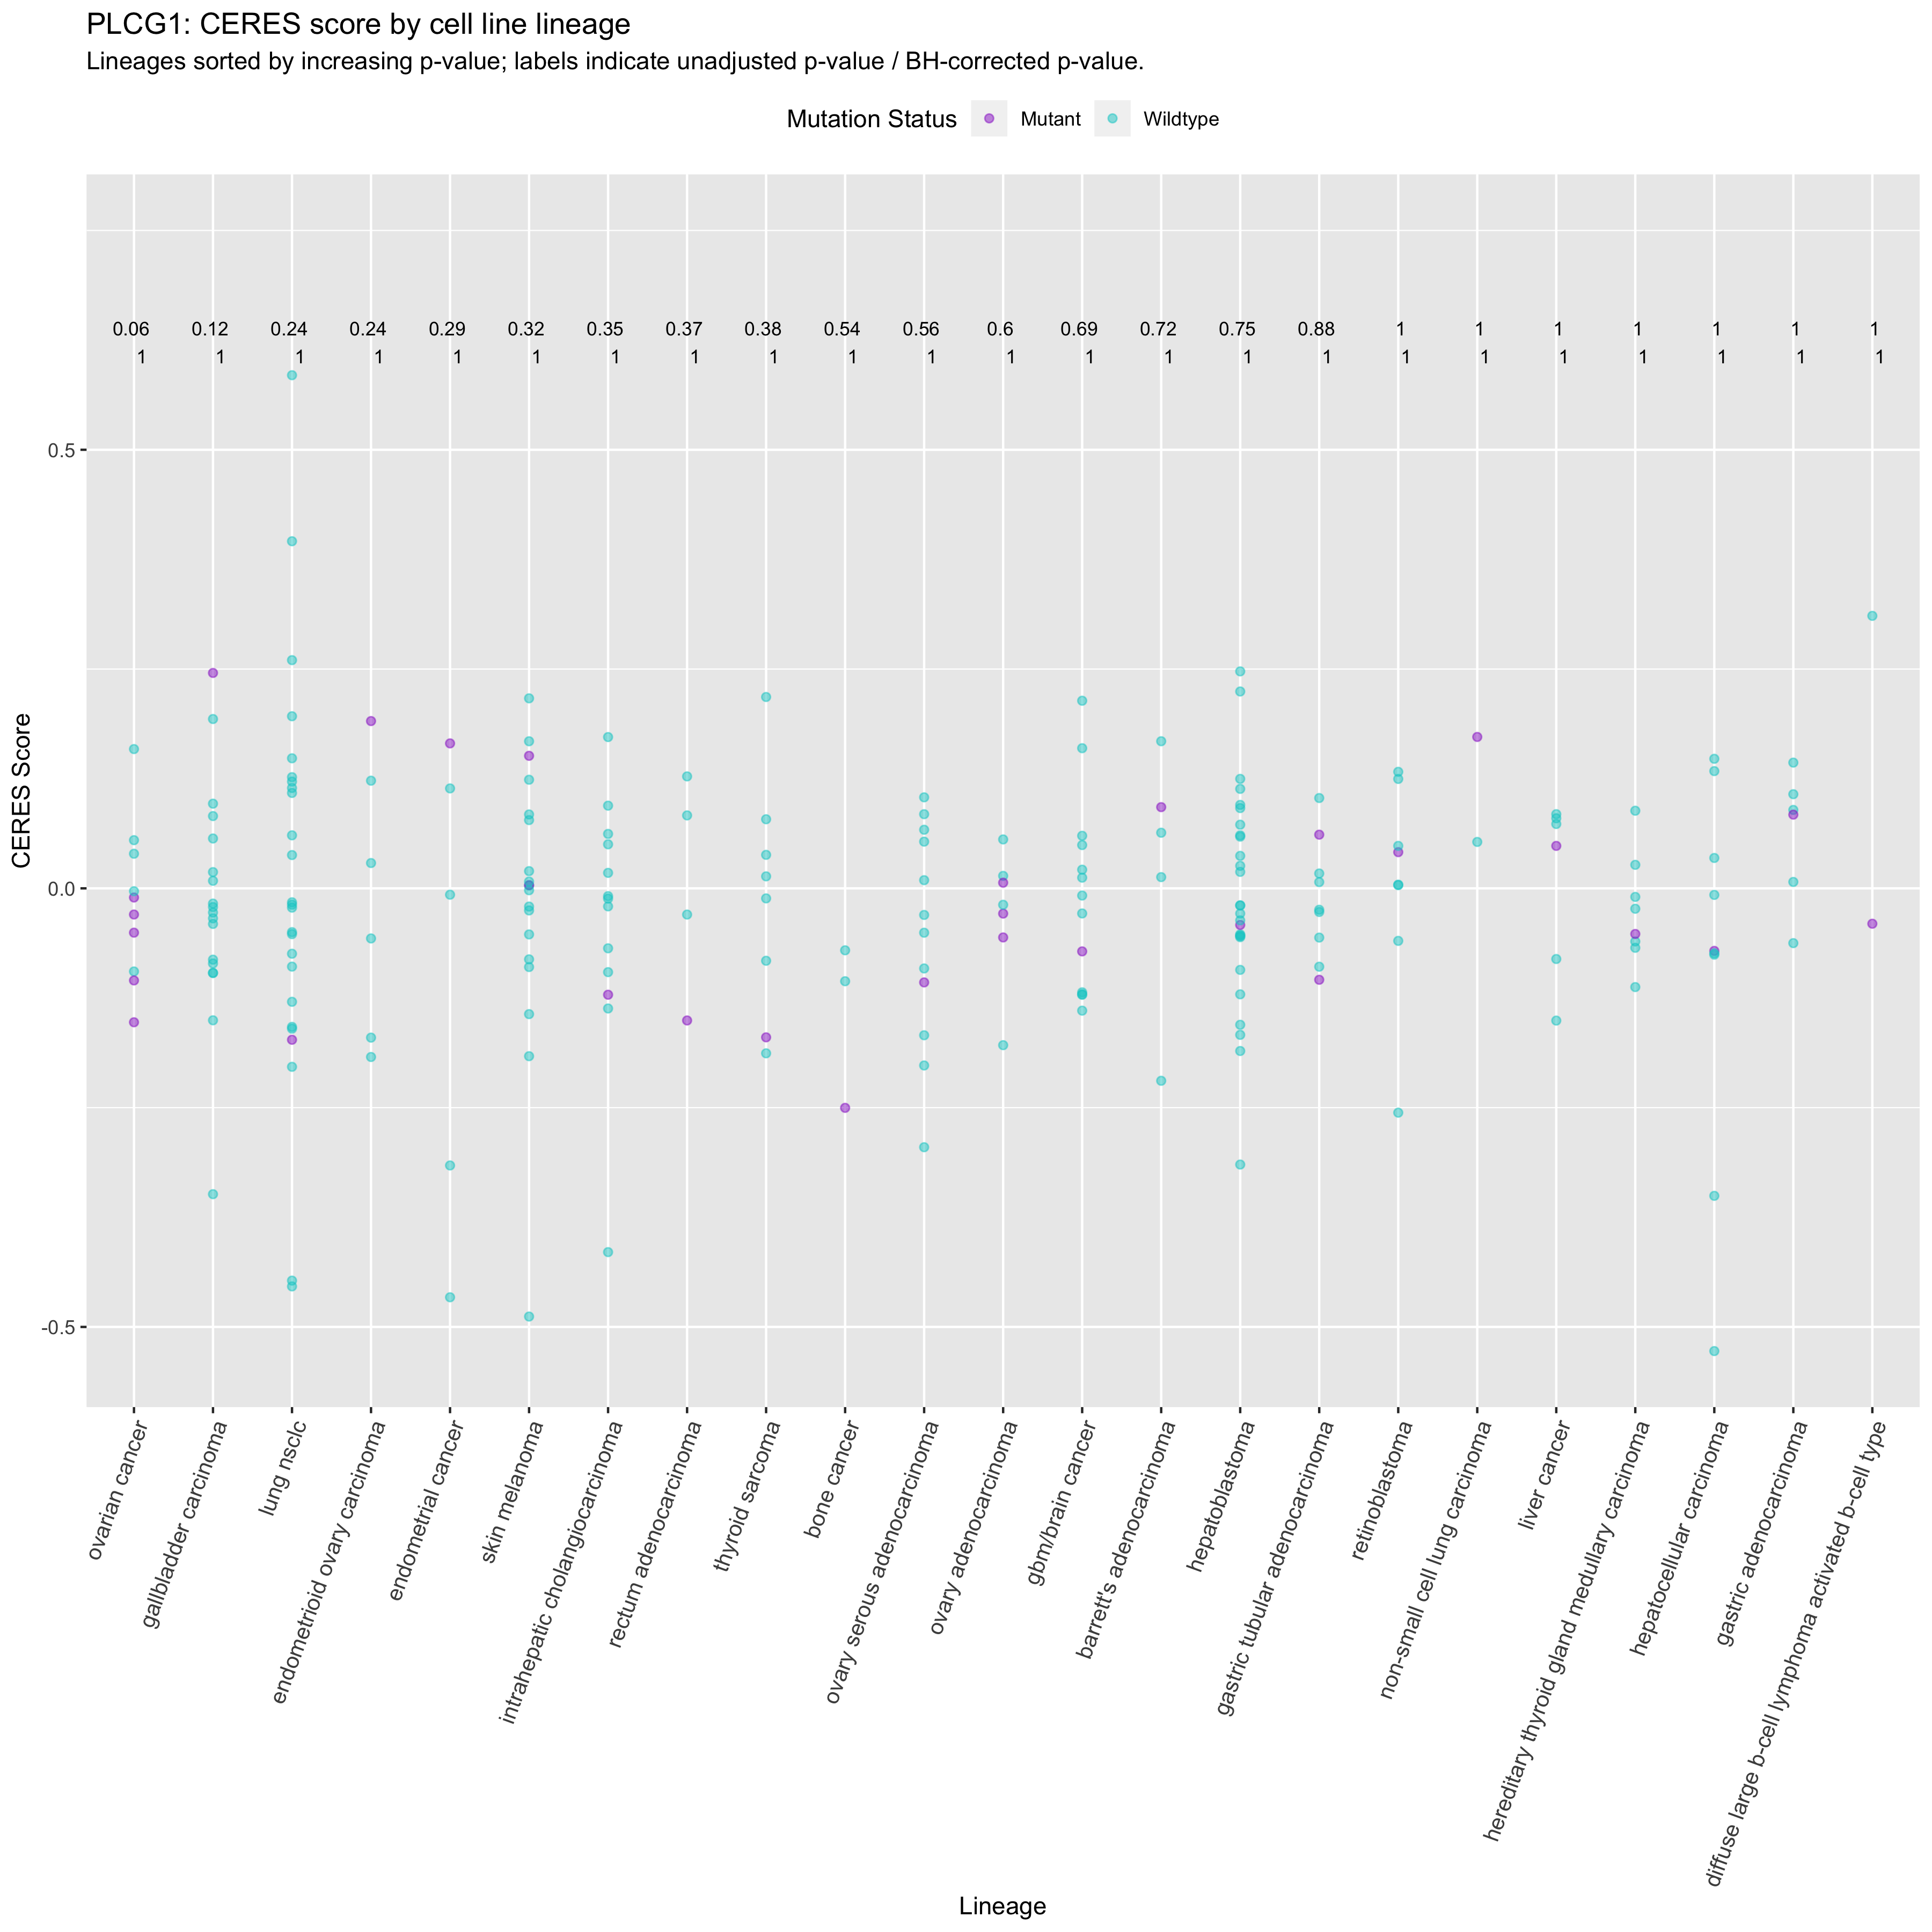 PLCG1: CERES score by cell line lineage
Lineages sorted by increasing p-value; labels indicate unadjusted p-value / BH-corrected p-value.
Mutation Status Mutant Wildtype
0.06 0.12 0.24 0.24 0.29 0.32 0.35 0.37 0.38 0.54 0.56 0.6 0.69 0.72 0.75 0.88 1 1 1 1 1 1 1
1 1 1 1 1 1 1 1 1 1 1 1 1 1 1 1 1 1 1 1 1 1 1
0.5
0.0
-0.5
CERES Score
ovarian cancer
gallbladder carcinoma
lung nsclc
endometrioid ovary carcinoma
endometrial cancer
skin melanoma
intrahepatic cholangiocarcinoma
rectum adenocarcinoma
thyroid sarcoma
bone cancer
ovary serous adenocarcinoma
ovary adenocarcinoma
gbm/brain cancer
barrett's adenocarcinoma
hepatoblastoma
gastric tubular adenocarcinoma
retinoblastoma
non-small cell lung carcinoma
liver cancer
hereditary thyroid gland medullary carcinoma
hepatocellular carcinoma
gastric adenocarcinoma
diffuse large b-cell lymphoma activated b-cell type
Lineage